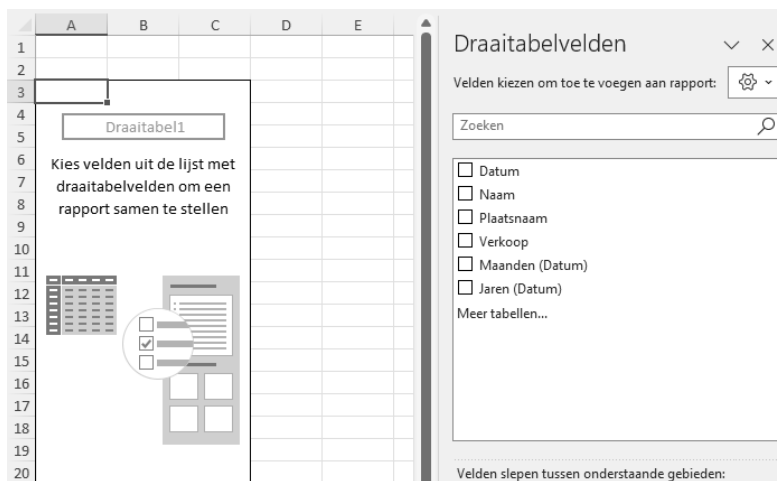 A B C D E
1
2
3
4
5
6
7
8
9
10
11
12
13
14
15
16
17
18
19
20
Draaitabel1
Kies velden uit de lijst met
draaitabelvelden om een
rapport samen te stellen
Draaitabelvelden
Velden kiezen om toe te voegen aan rapport:
Zoeken
Datum
Naam
Plaatsnaam
Verkoop
Maanden (Datum)
Jaren (Datum)
Meer tabellen...
Velden slepen tussen onderstaande gebieden: